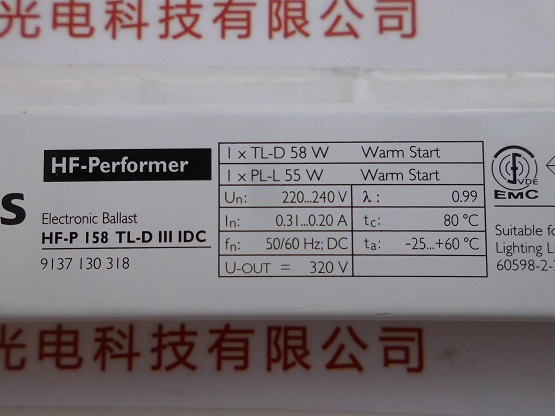 光电科技有限公司
HF-Performer
S
Electronic Ballast
HF-P 158 TL-D III IDC
9137 130 318
1 x TL-D 58 W Warm Start
1 x PL-L 55 W Warm Start
Un: 220...240 V λ: 0.99
In: 0.31...0.20 A tc: 80 °C
fn: 50/60 Hz; DC ta: -25...+60 °C
U-OUT = 320 V
VDE
EMC
Suitable fo
Lighting L
60598-2-
光电科技有限公司